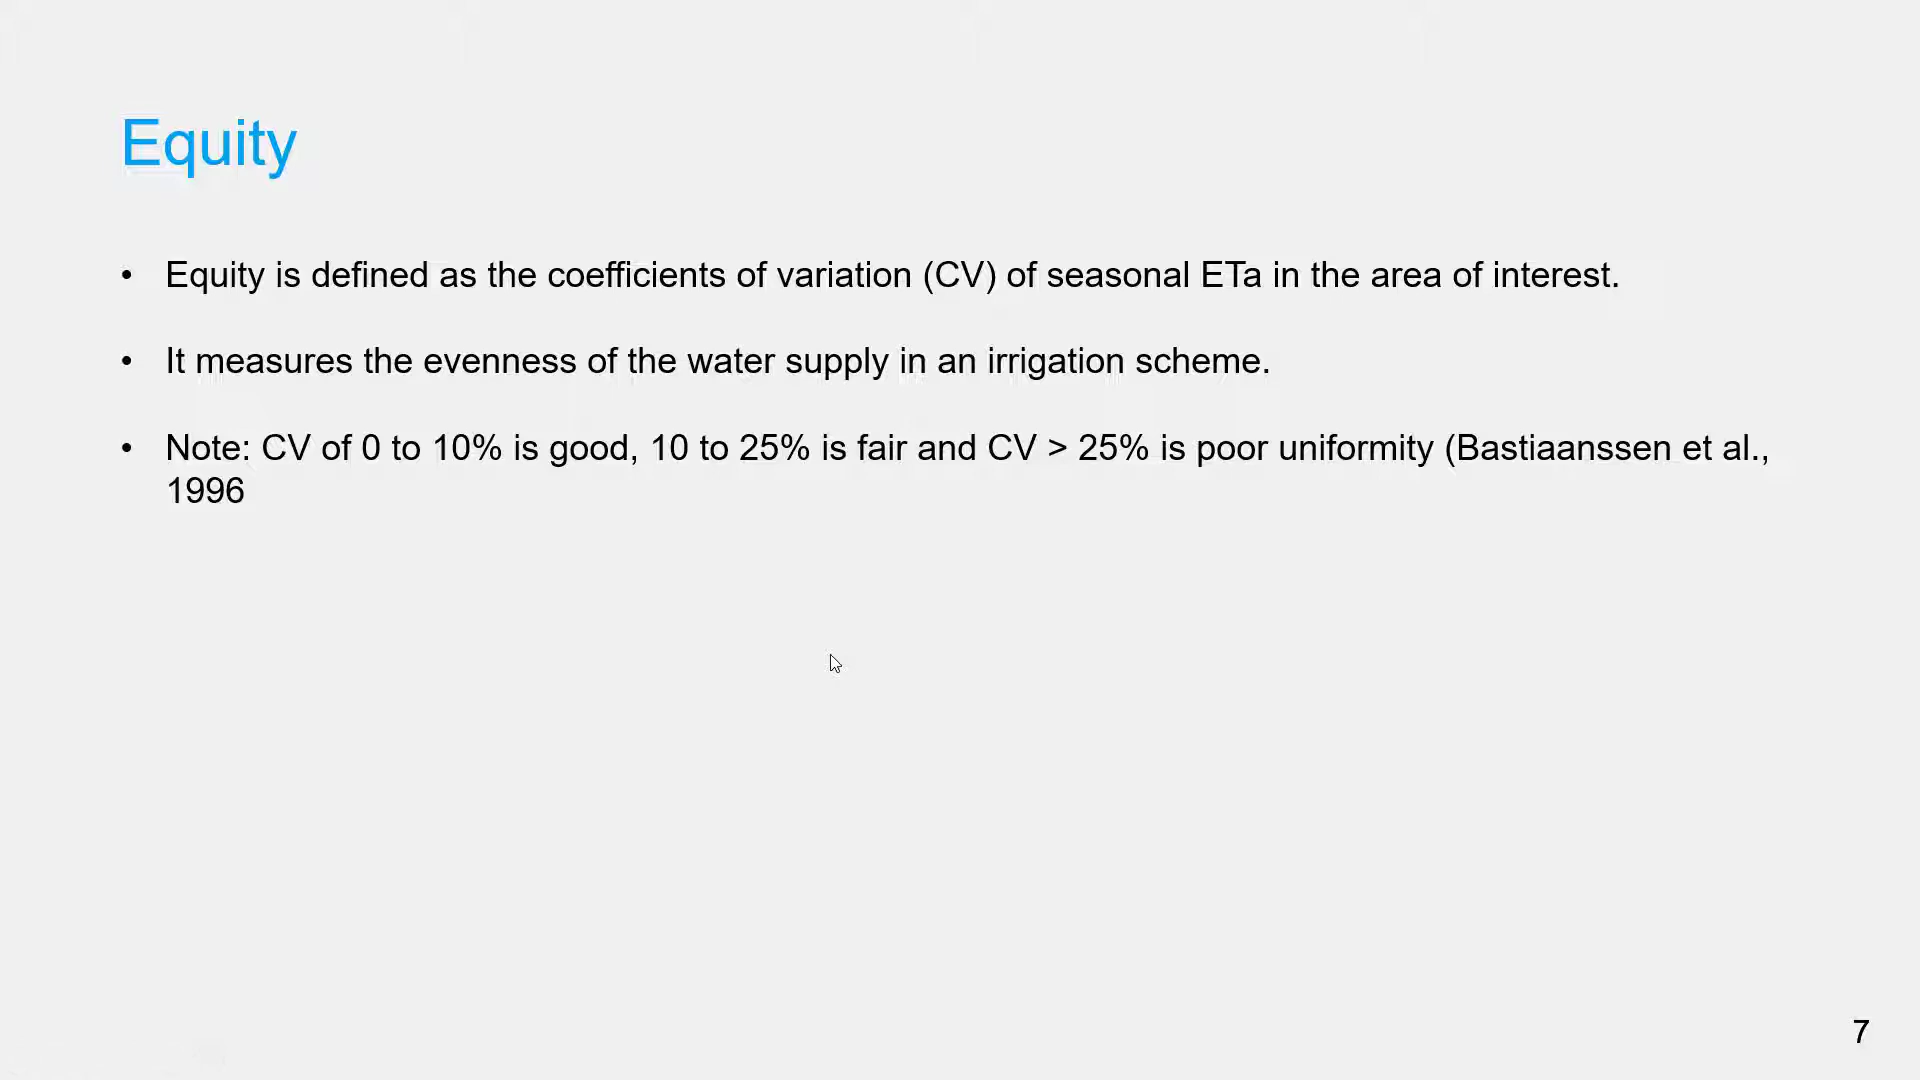 Equity
• Equity is defined as the coefficients of variation (CV) of seasonal ETa in the area of interest.
• It measures the evenness of the water supply in an irrigation scheme.
• Note: CV of 0 to 10% is good, 10 to 25% is fair and CV > 25% is poor uniformity (Bastiaanssen et al.,
1996
7